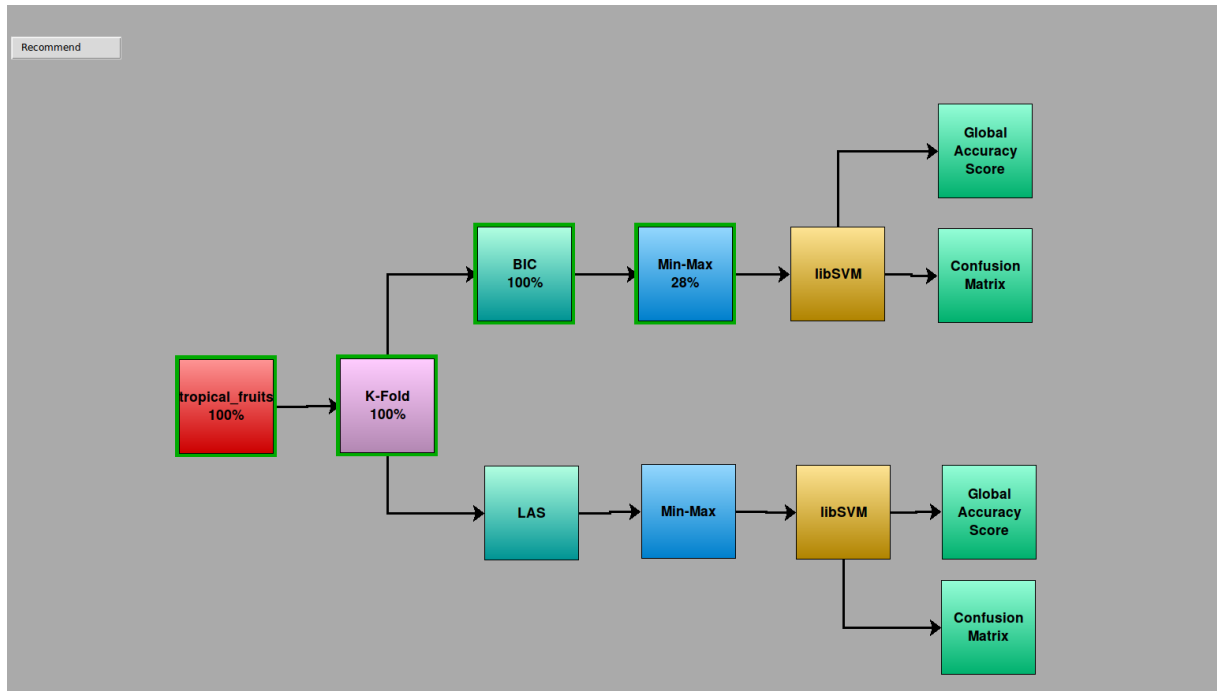 Recommend
Global
Accuracy
Score
BIC
100%
Min-Max
28%
libSVM
Confusion
Matrix
tropical_fruits
100%
K-Fold
100%
LAS
Min-Max
libSVM
Global
Accuracy
Score
Confusion
Matrix